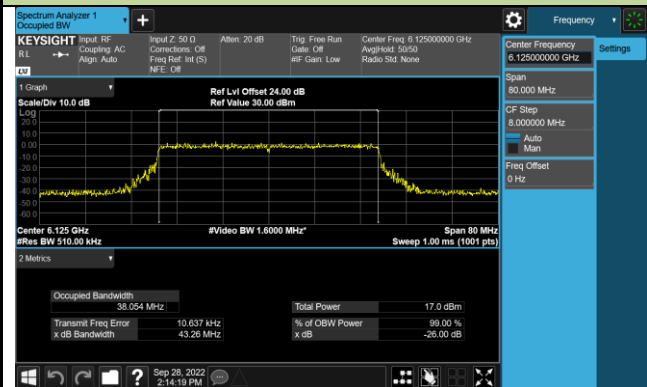 Spectrum Analyzer 1
Occupied BW
Frequency
KEYSIGHT
Input: RF
Input Z: 50 Ω
Atten: 20 dB
Trig: Free Run
Center Freq: 6.125000000 GHz
RL
Coupling: AC
Corrections: Off
Gate: Off
Avg|Hold: 50/50
Align: Auto
Freq Ref: Int (S)
#IF Gain: Low
Radio Std: None
LXI
NFE: Off
Center Frequency
6.125000000 GHz
Settings
Span
80.000 MHz
CF Step
8.000000 MHz
Auto
Man
Freq Offset
0 Hz
1 Graph
Ref Lvl Offset 24.00 dB
Scale/Div 10.0 dB
Ref Value 30.00 dBm
Log
20.0
10.0
0.00
-10.0
-20.0
-30.0
-40.0
-50.0
-60.0
Center 6.125 GHz
#Video BW 1.6000 MHz*
Span 80 MHz
#Res BW 510.00 kHz
Sweep 1.00 ms (1001 pts)
2 Metrics
Occupied Bandwidth
38.054 MHz
Total Power
17.0 dBm
Transmit Freq Error
10.637 kHz
% of OBW Power
99.00 %
x dB Bandwidth
43.26 MHz
x dB
-26.00 dB
?
Sep 28, 2022
2:14:19 PM